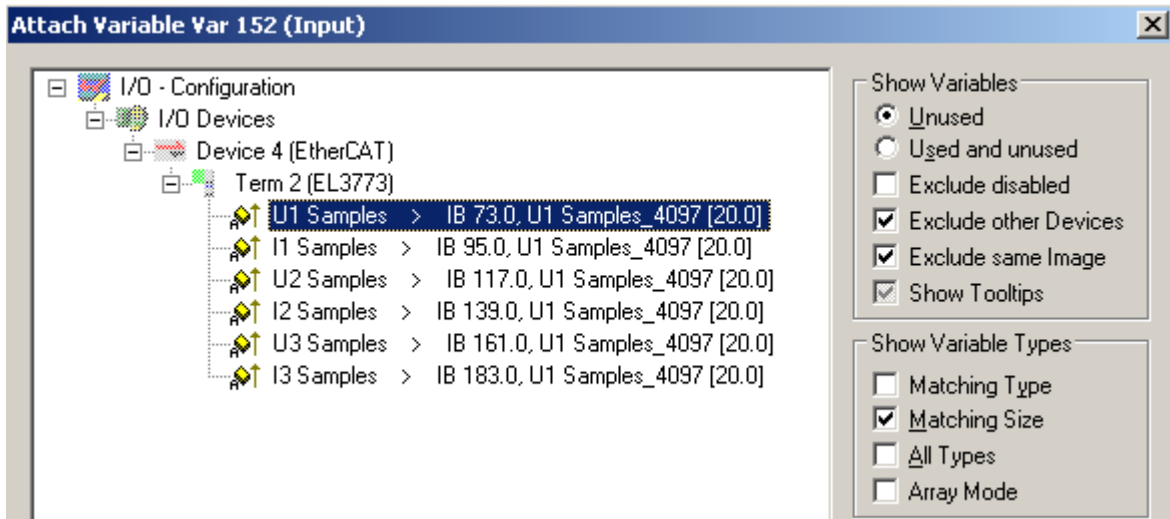 Attach Variable Var 152 (Input)
I/O - Configuration
I/O Devices
Device 4 (EtherCAT)
Term 2 (EL3773)
U1 Samples > IB 73.0, U1 Samples_4097 [20.0]
I1 Samples > IB 95.0, U1 Samples_4097 [20.0]
U2 Samples > IB 117.0, U1 Samples_4097 [20.0]
I2 Samples > IB 139.0, U1 Samples_4097 [20.0]
U3 Samples > IB 161.0, U1 Samples_4097 [20.0]
I3 Samples > IB 183.0, U1 Samples_4097 [20.0]
Show Variables
Unused
Used and unused
Exclude disabled
Exclude other Devices
Exclude same Image
Show Tooltips
Show Variable Types
Matching Type
Matching Size
All Types
Array Mode